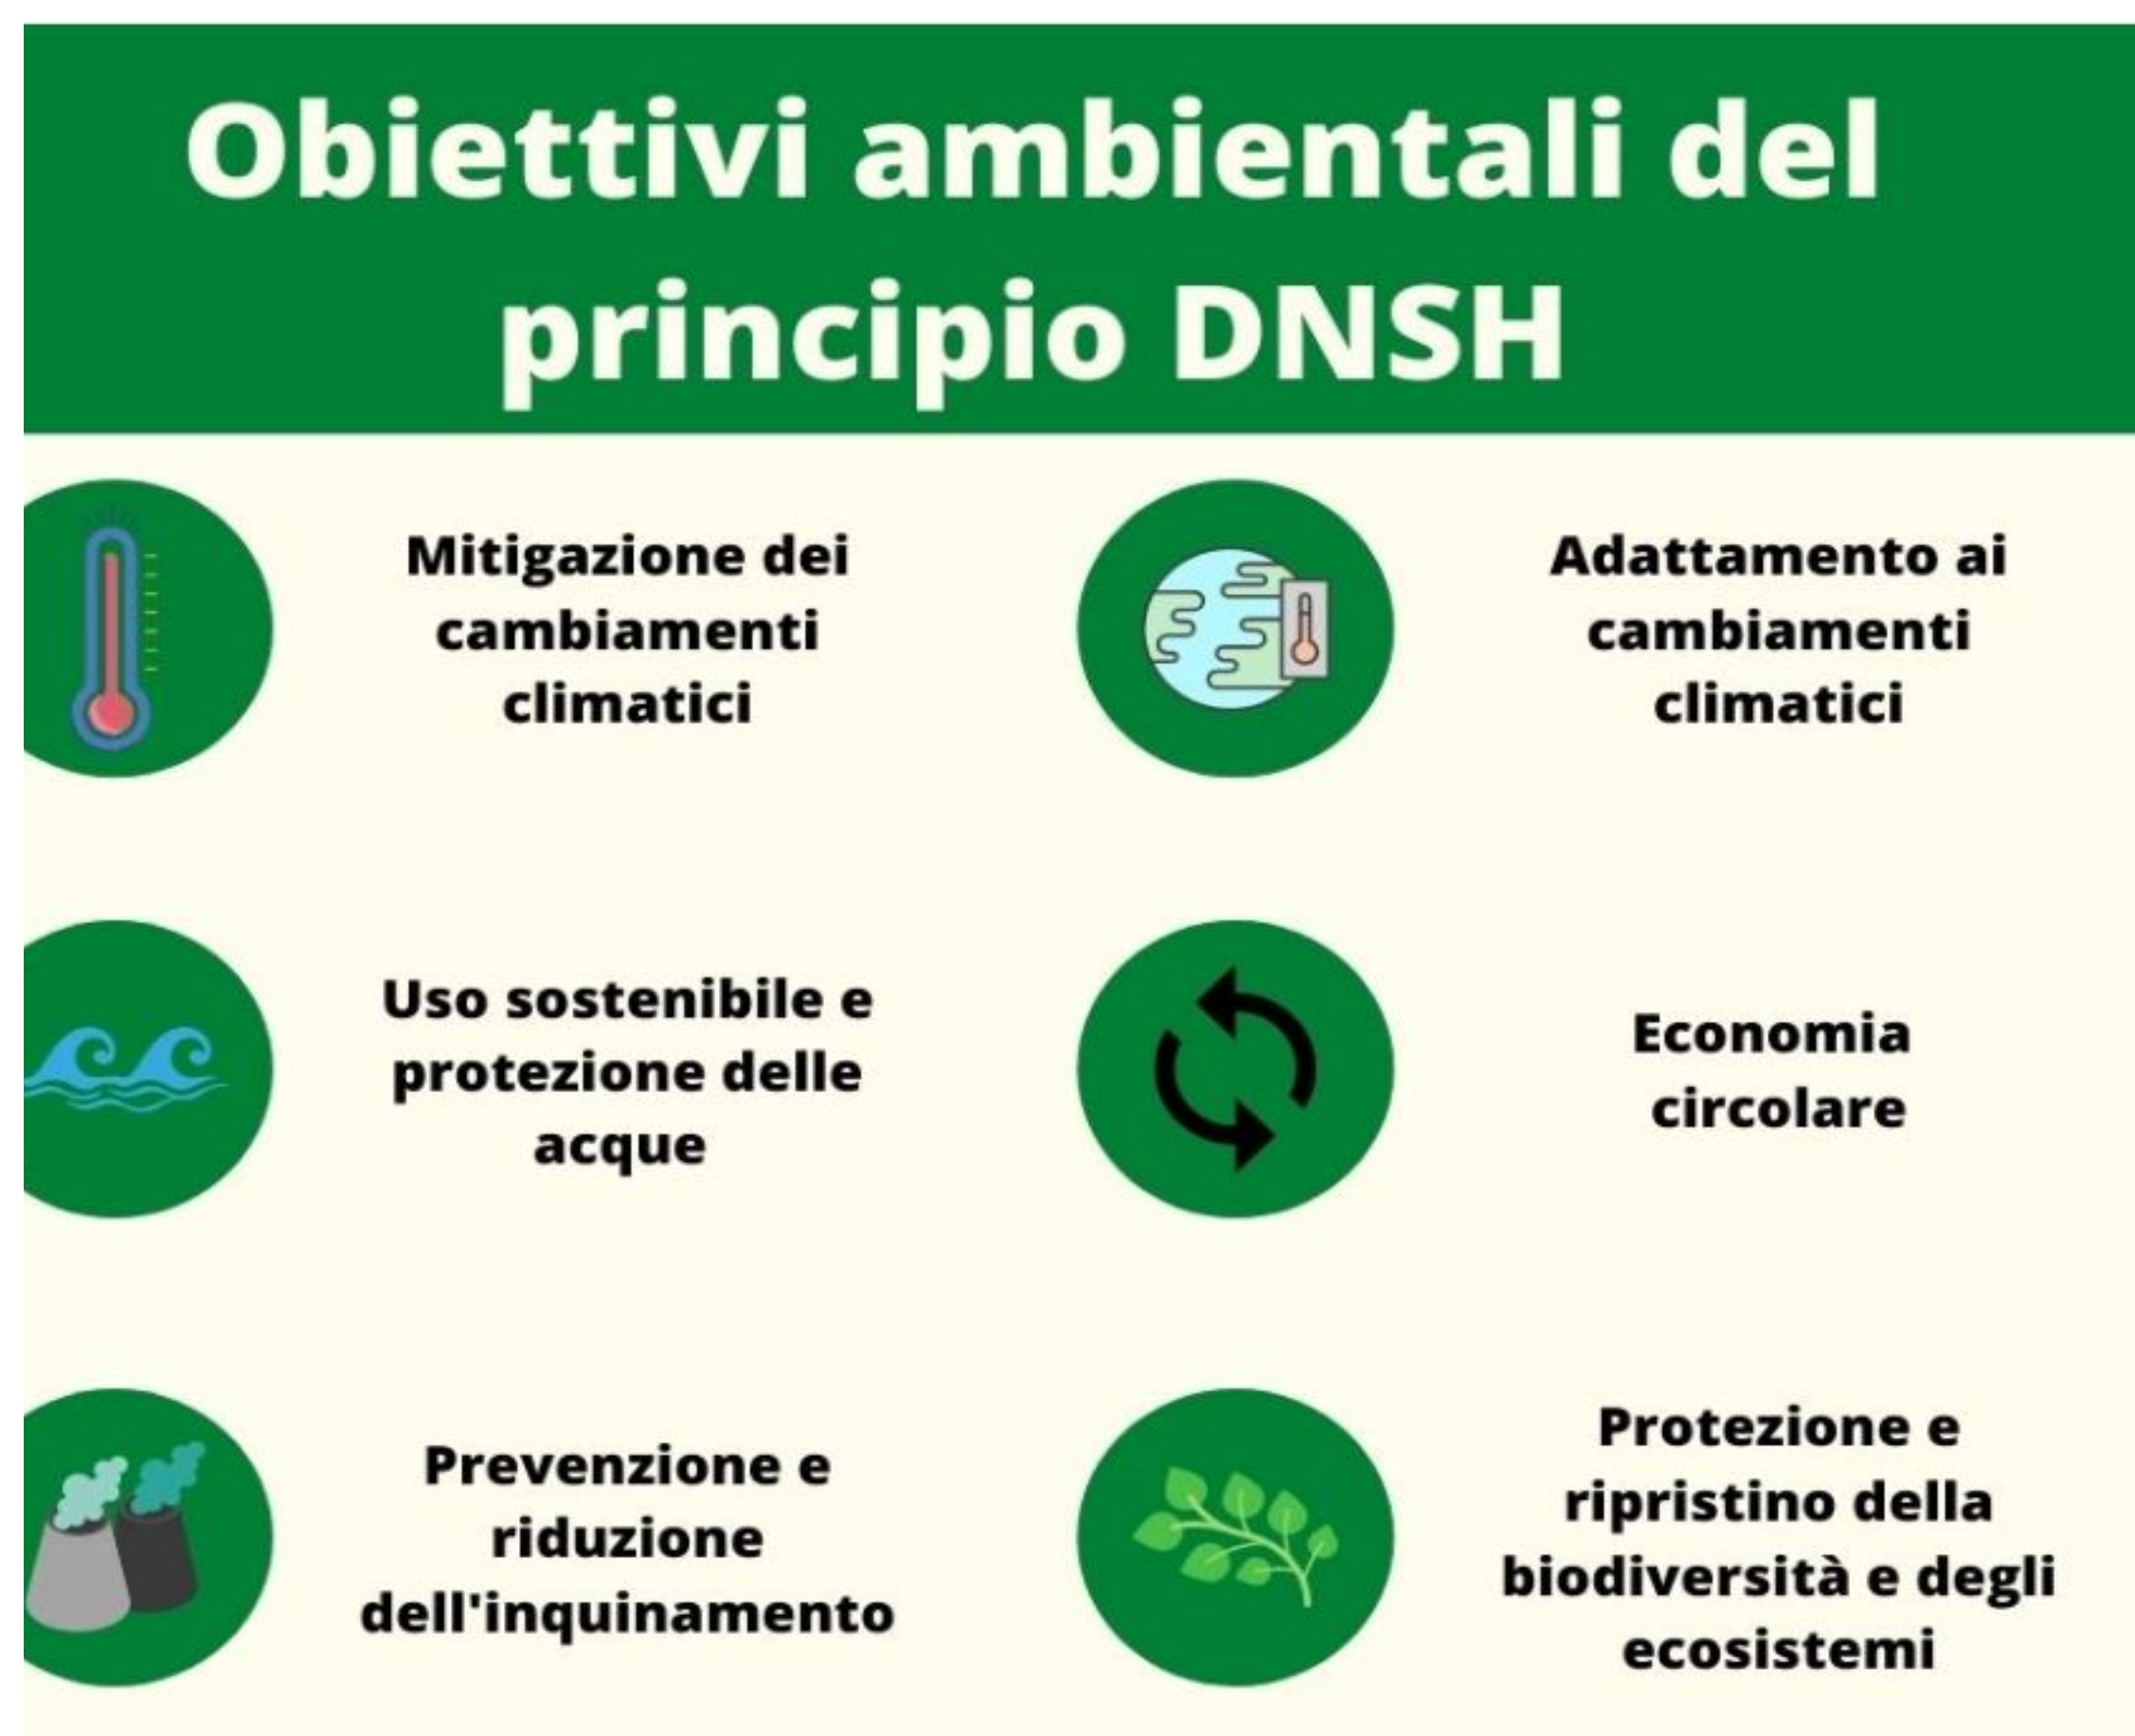 Obiettivi ambientali del
principio DNSH
Mitigazione dei
cambiamenti
climatici
Adattamento ai
cambiamenti
climatici
Uso sostenibile e
protezione delle
acque
Economia
circolare
Prevenzione e
riduzione
dell'inquinamento
Protezione e
ripristino della
biodiversità e degli
ecosistemi